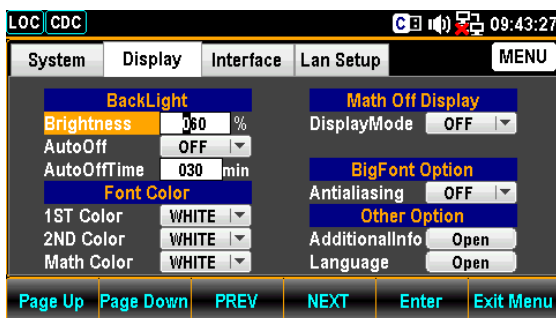 LOC CDC C 09:43:27
System Display Interface Lan Setup MENU
BackLight
Brightness 060 %
AutoOff OFF
AutoOffTime 030 min
Font Color
1ST Color WHITE
2ND Color WHITE
Math Color WHITE
Math Off Display
DisplayMode OFF
BigFont Option
Antialiasing OFF
Other Option
AdditionalInfo Open
Language Open
Page Up Page Down PREV NEXT Enter Exit Menu